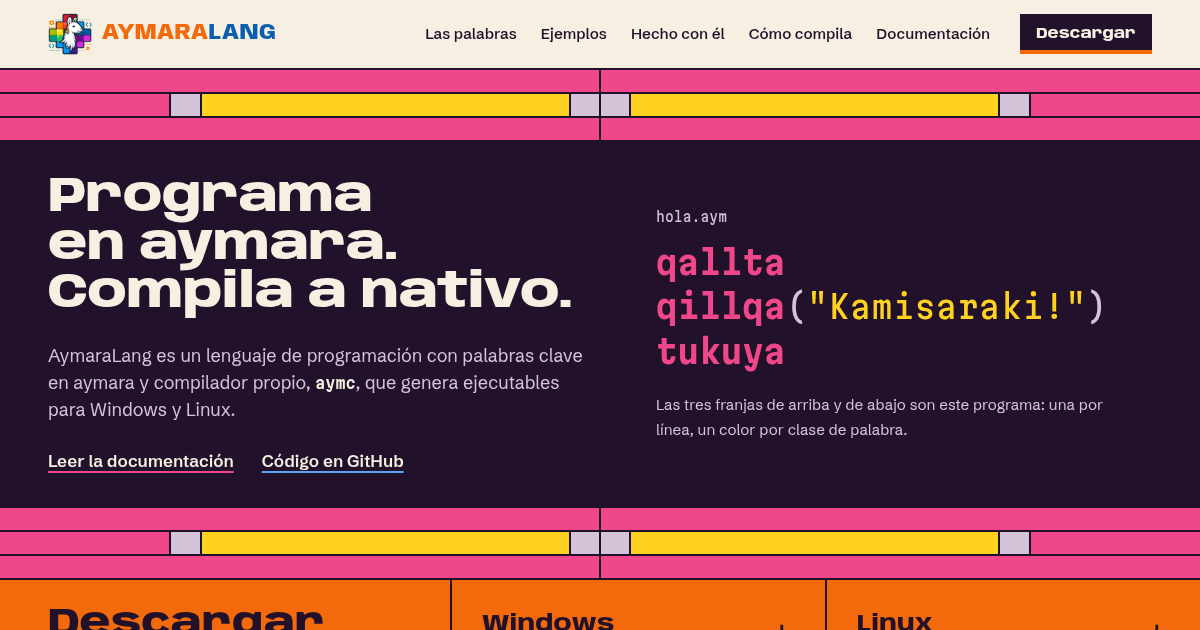 AYMARALANG
Las palabras
Ejemplos
Hecho con él
Cómo compila
Documentación
Descargar
Programa
en aymara.
Compila a nativo.
AymaraLang es un lenguaje de programación con palabras clave
en aymara y compilador propio, aymc, que genera ejecutables
para Windows y Linux.
Leer la documentación
Código en GitHub
hola.aym
qallta
qillqa("Kamisaraki!")
tukuya
Las tres franjas de arriba y de abajo son este programa: una por
línea, un color por clase de palabra.
Descargar
Windows
Linux